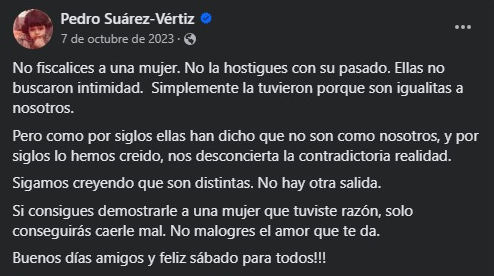 Pedro Suárez-Vértiz
7 de octubre de 2023 ·
No fiscalices a una mujer. No la hostigues con su pasado. Ellas no
buscaron intimidad.  Simplemente la tuvieron porque son igualitas a
nosotros.
Pero como por siglos ellas han dicho que no son como nosotros, y por
siglos lo hemos creido, nos desconcierta la contradictoria realidad.
Sigamos creyendo que son distintas. No hay otra salida.
Si consigues demostrarle a una mujer que tuviste razón, solo
conseguirás caerle mal. No malogres el amor que te da.
Buenos días amigos y feliz sábado para todos!!!